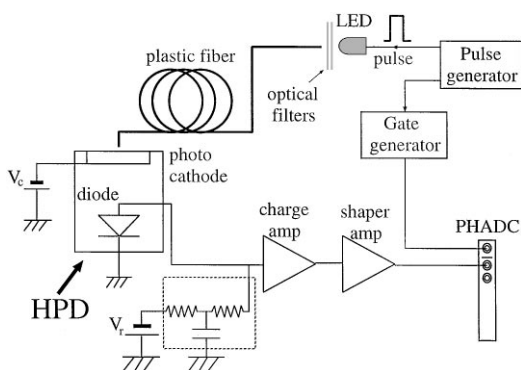 LED
plastic fiber
pulse
Pulse
generator
optical
filters
Gate
generator
photo
cathode
Vc
diode
charge
amp
shaper
amp
PHADC
HPD
Vr